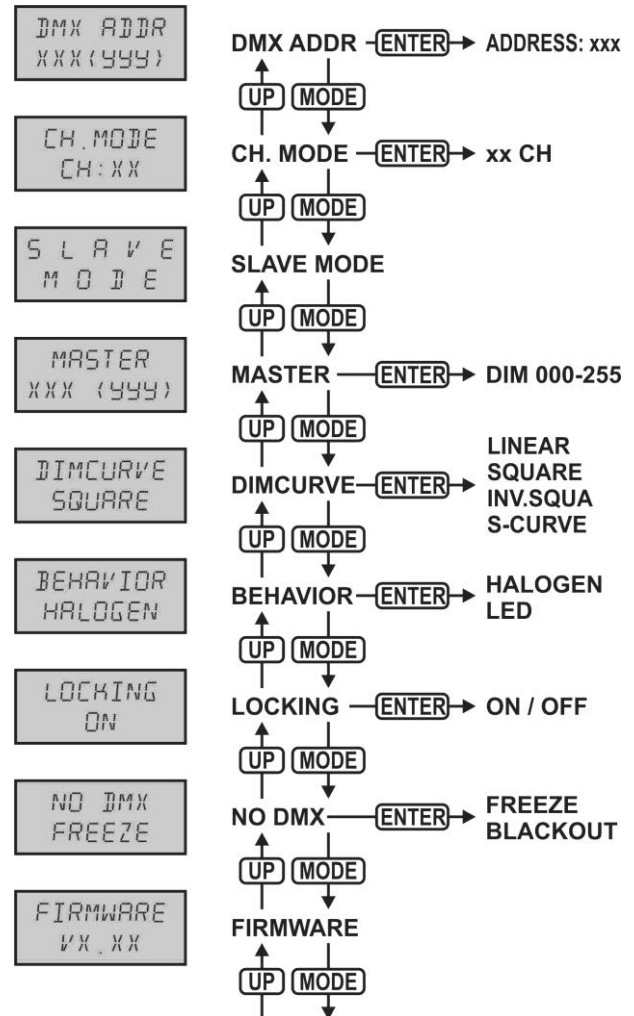 DMX ADDR
XXX(YYY)
DMX ADDR ENTER ADDRESS: xxx
UP MODE
CH.MODE
CH:XX
CH. MODE ENTER xx CH
UP MODE
SLAVE
MODE
SLAVE MODE
UP MODE
MASTER
XXX (YYY)
MASTER ENTER DIM 000-255
UP MODE
DIMCURVE
SQUARE
DIMCURVE ENTER
LINEAR
SQUARE
INV.SQUA
S-CURVE
UP MODE
BEHAVIOR
HALOGEN
BEHAVIOR ENTER
HALOGEN
LED
UP MODE
LOCKING
ON
LOCKING ENTER ON / OFF
UP MODE
NO DMX
FREEZE
NO DMX ENTER
FREEZE
BLACKOUT
UP MODE
FIRMWARE
VX.XX
FIRMWARE
UP MODE